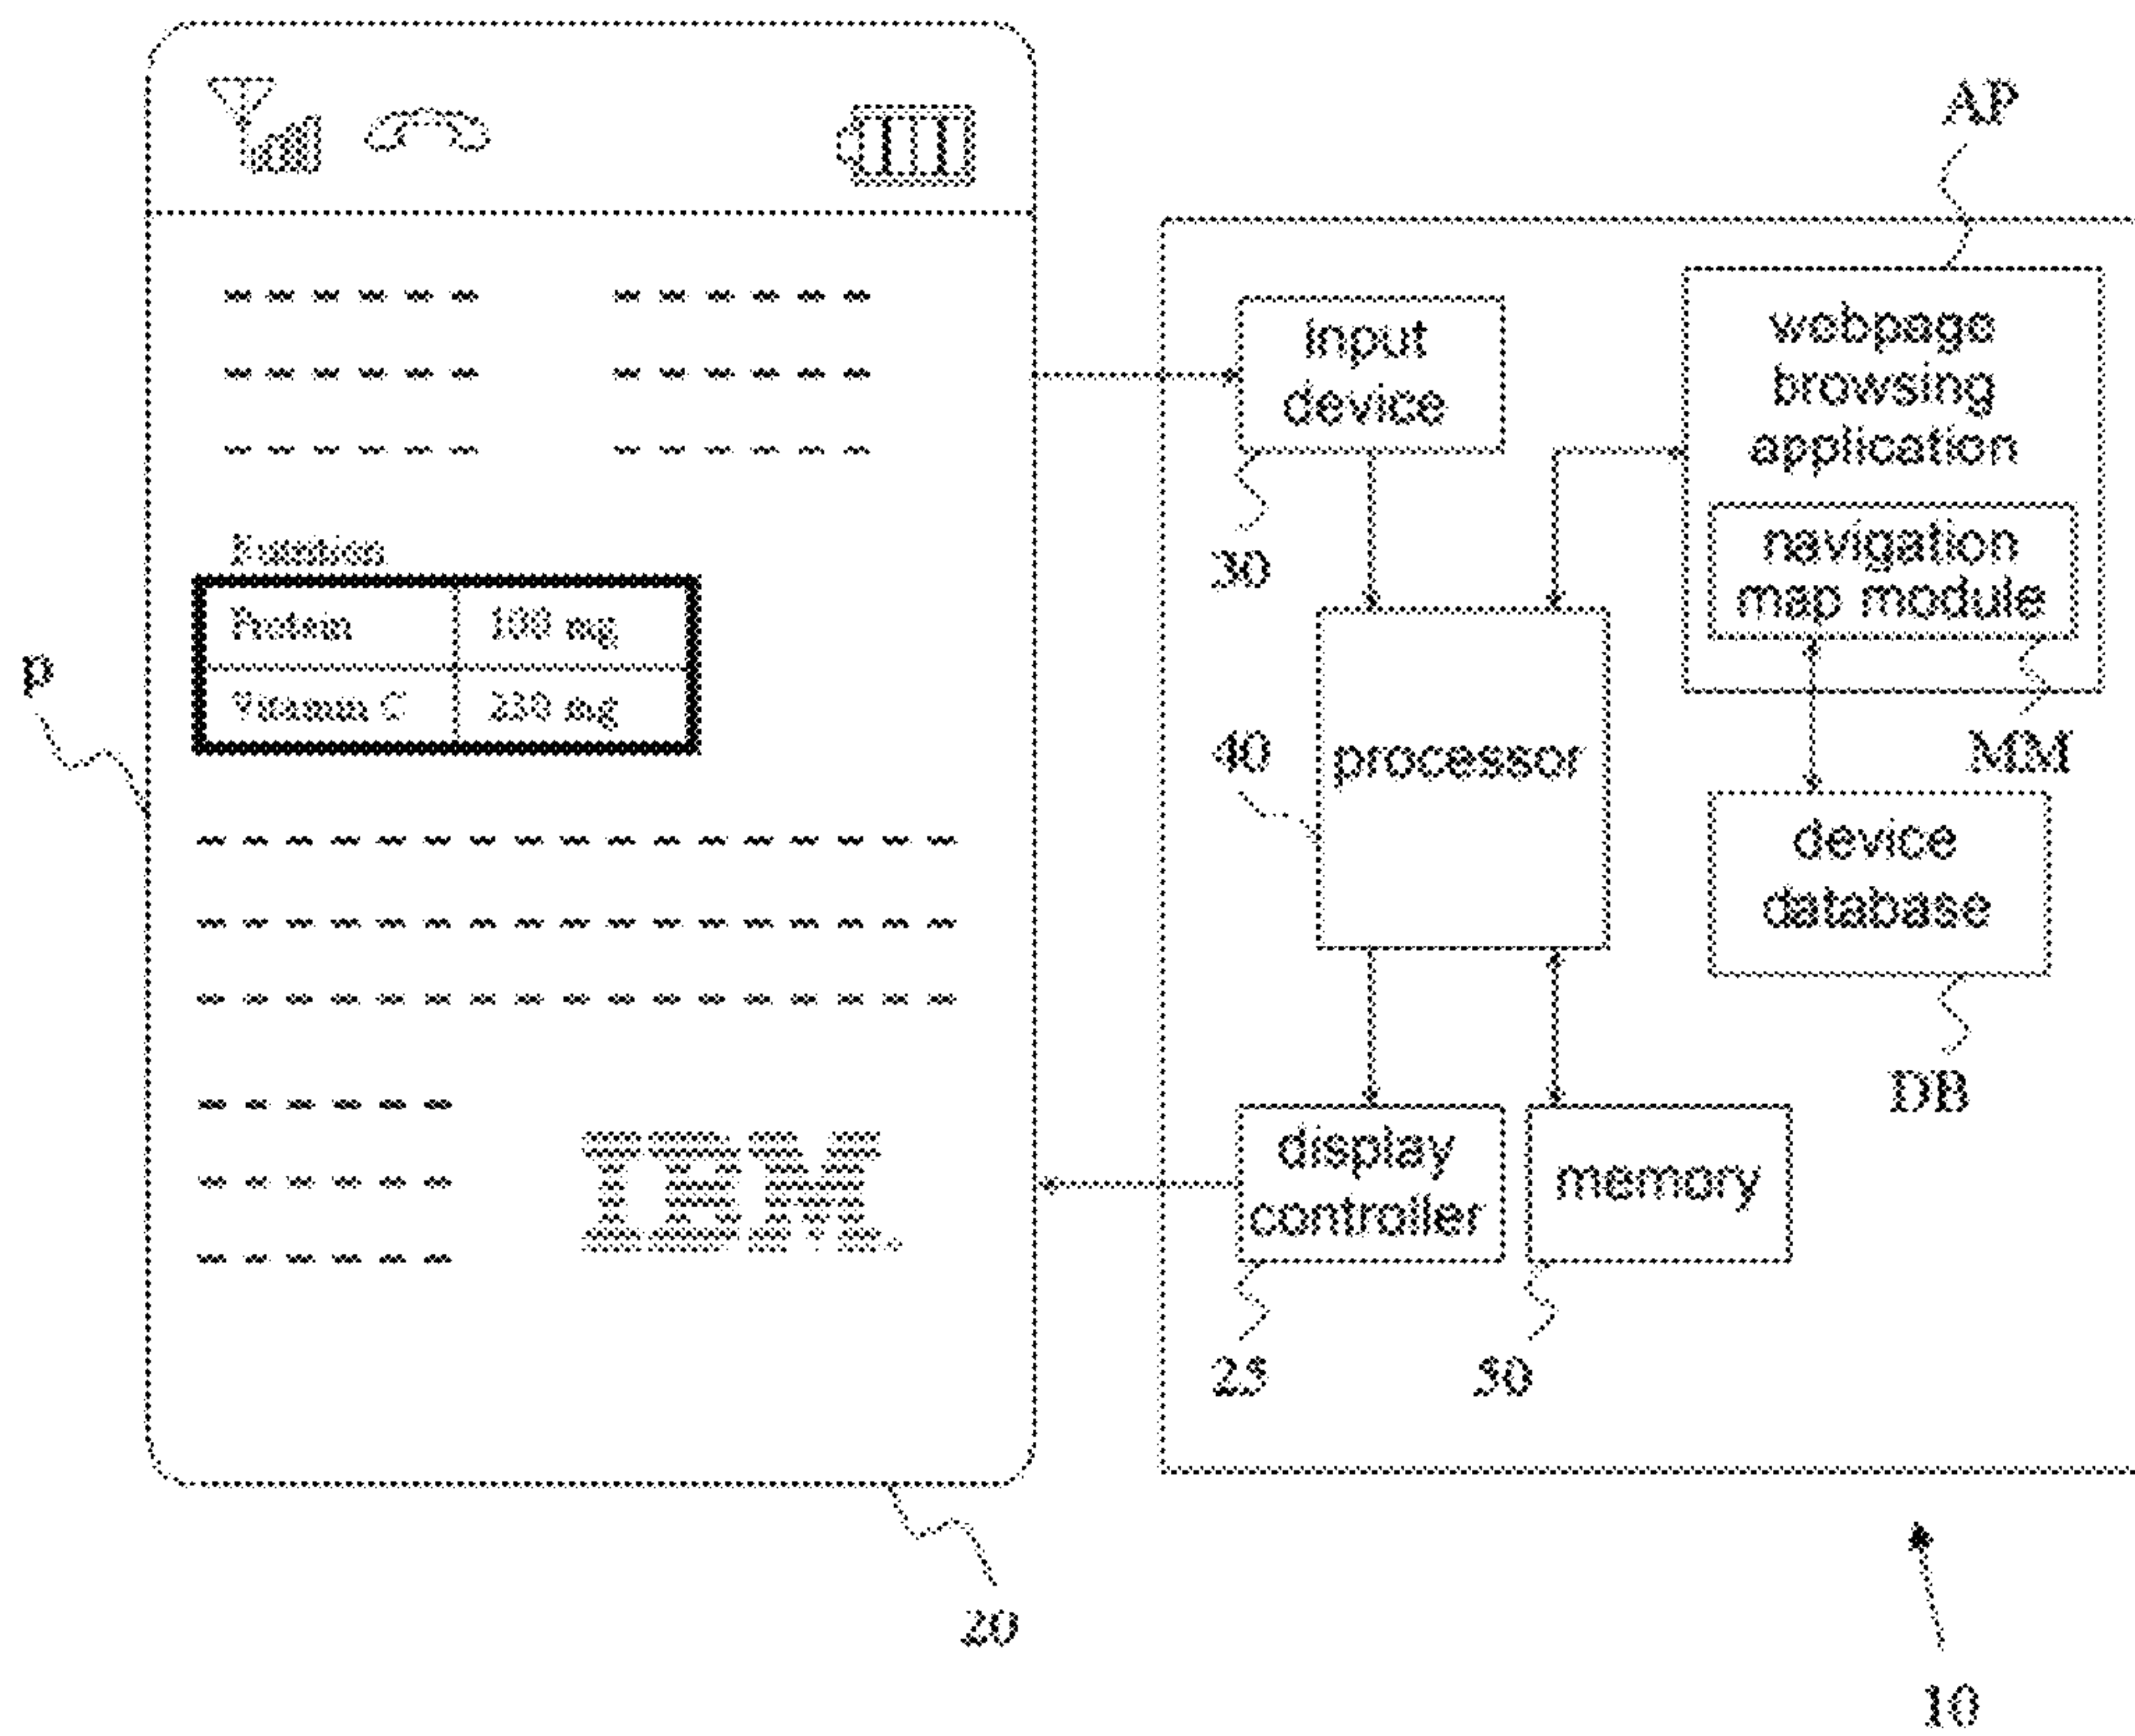 Nutrition
Protein 100 mg
Vitamin C 230 mg
IBM.
P
20
AP
input
device
30
webpage
browsing
application
navigation
map module
MM
40
processor
device
database
DB
display
controller
25
memory
50
10